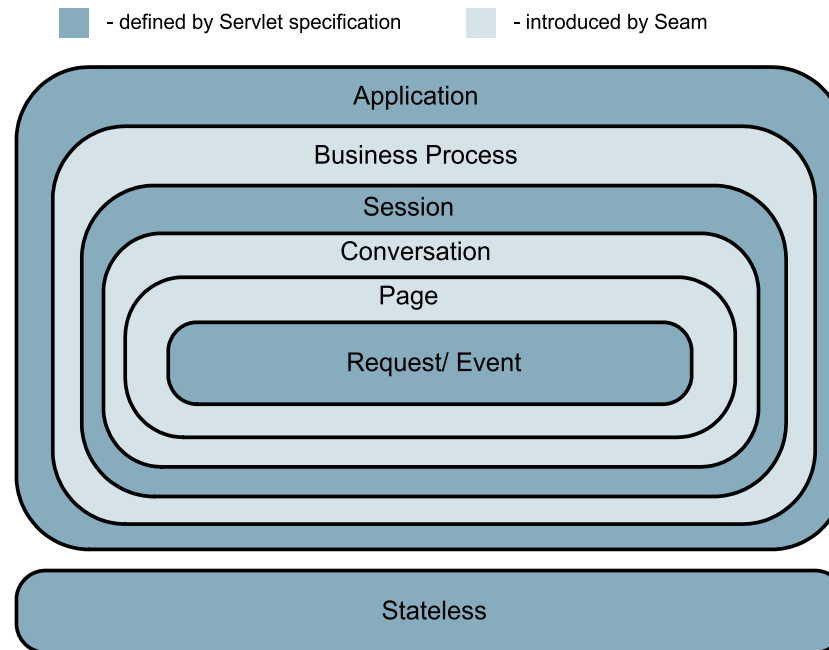 - defined by Servlet specification
- introduced by Seam
Application
Business Process
Session
Conversation
Page
Request/ Event
Stateless